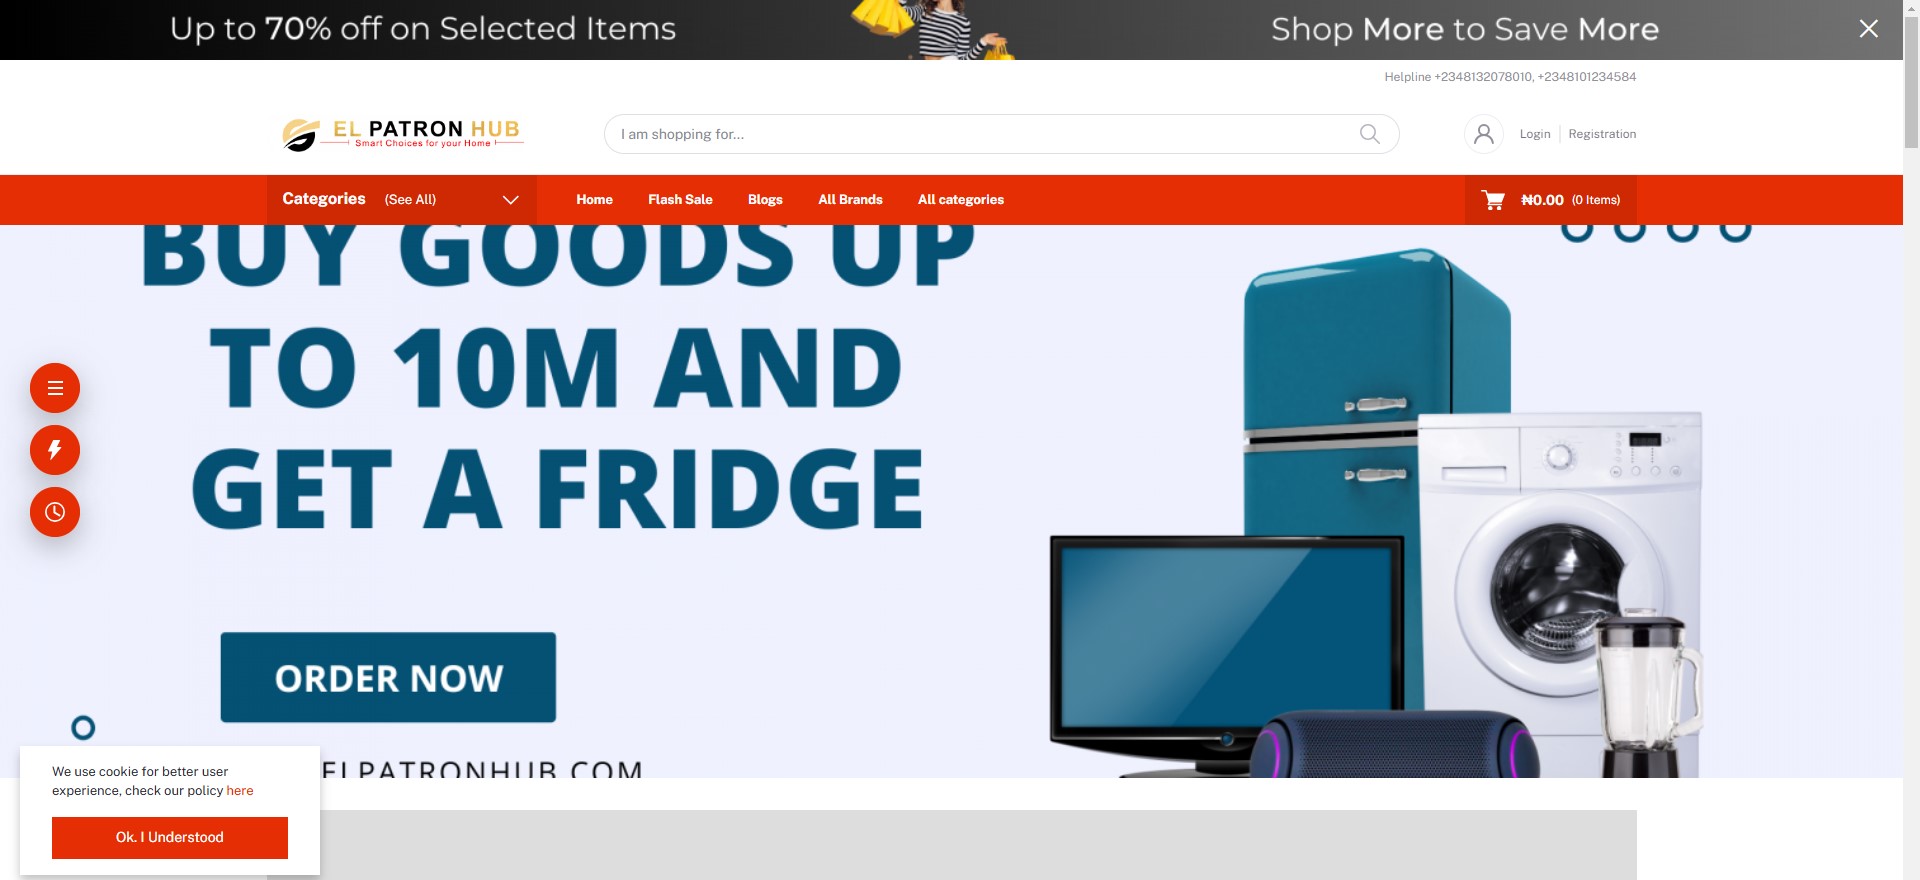 Up to 70% off on Selected Items
Shop More to Save More
Helpline +2348132078010, +2348101234584
EL PATRON HUB
Smart Choices for your Home
I am shopping for...
Login
Registration
Categories (See All)
Home
Flash Sale
Blogs
All Brands
All categories
₦0.00 (0 Items)
BUY GOODS UP
TO 10M AND
GET A FRIDGE
ORDER NOW
ELPATRONHUB.COM
We use cookie for better user
experience, check our policy here
Ok. I Understood